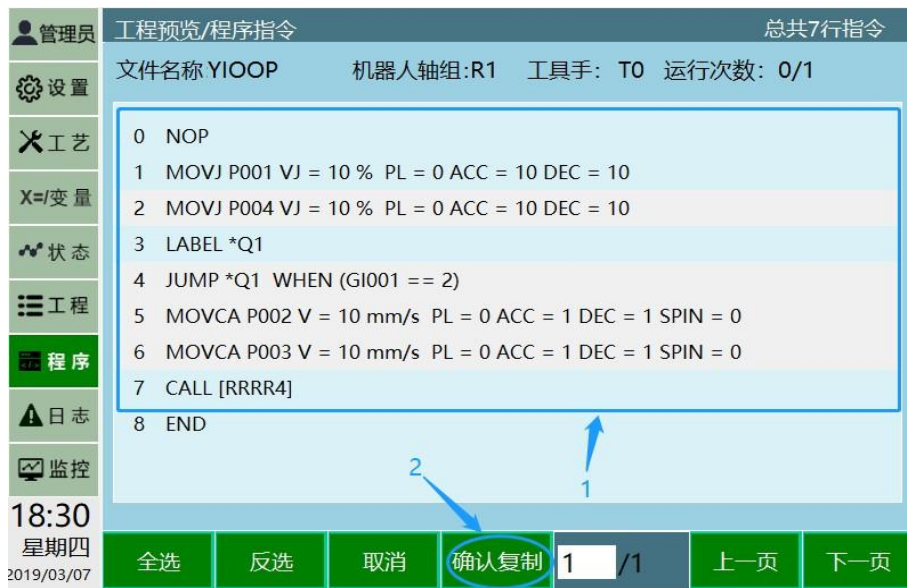 管理员
设置
工艺
X=/变量
状态
工程
程序
日志
监控
18:30
星期四
2019/03/07
工程预览/程序指令
总共7行指令
文件名称:YIOOP 机器人轴组:R1 工具手: T0 运行次数: 0/1
0 NOP
1 MOVJ P001 VJ = 10 % PL = 0 ACC = 10 DEC = 10
2 MOVJ P004 VJ = 10 % PL = 0 ACC = 10 DEC = 10
3 LABEL *Q1
4 JUMP *Q1 WHEN (GI001 == 2)
5 MOVCA P002 V = 10 mm/s PL = 0 ACC = 1 DEC = 1 SPIN = 0
6 MOVCA P003 V = 10 mm/s PL = 0 ACC = 1 DEC = 1 SPIN = 0
7 CALL [RRRR4]
8 END
2
1
全选 反选 取消 确认复制 1 /1 上一页 下一页